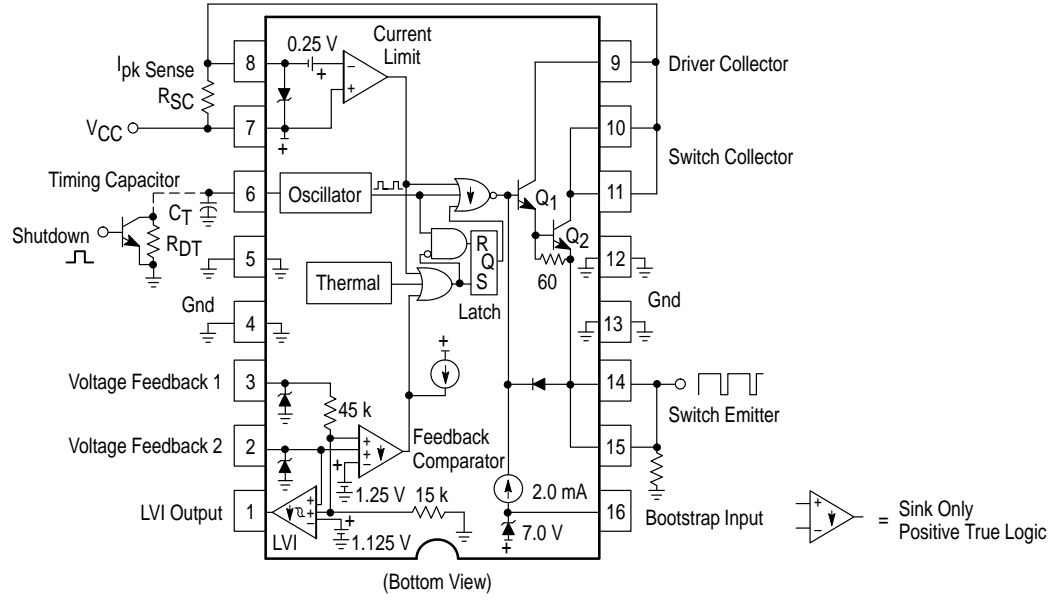 0.25 V
Current
Limit
8
9
Ipk Sense
Driver Collector
RSC
+
−
+
7
10
VCC
+
Switch Collector
Timing Capacitor
6
Oscillator
11
Q1
CT
Shutdown
RDT
R
Q
S
Q2
60
5
12
Thermal
Latch
Gnd
Gnd
4
13
+
Voltage Feedback 1
3
14
45 k
Switch Emitter
Voltage Feedback 2
2
+
+
−
+
Feedback
Comparator
15
1.25 V
15 k
2.0 mA
LVI Output
1
+
+
−
+
16
Bootstrap Input
LVI
1.125 V
7.0 V
+
+
−
= Sink Only
Positive True Logic
(Bottom View)